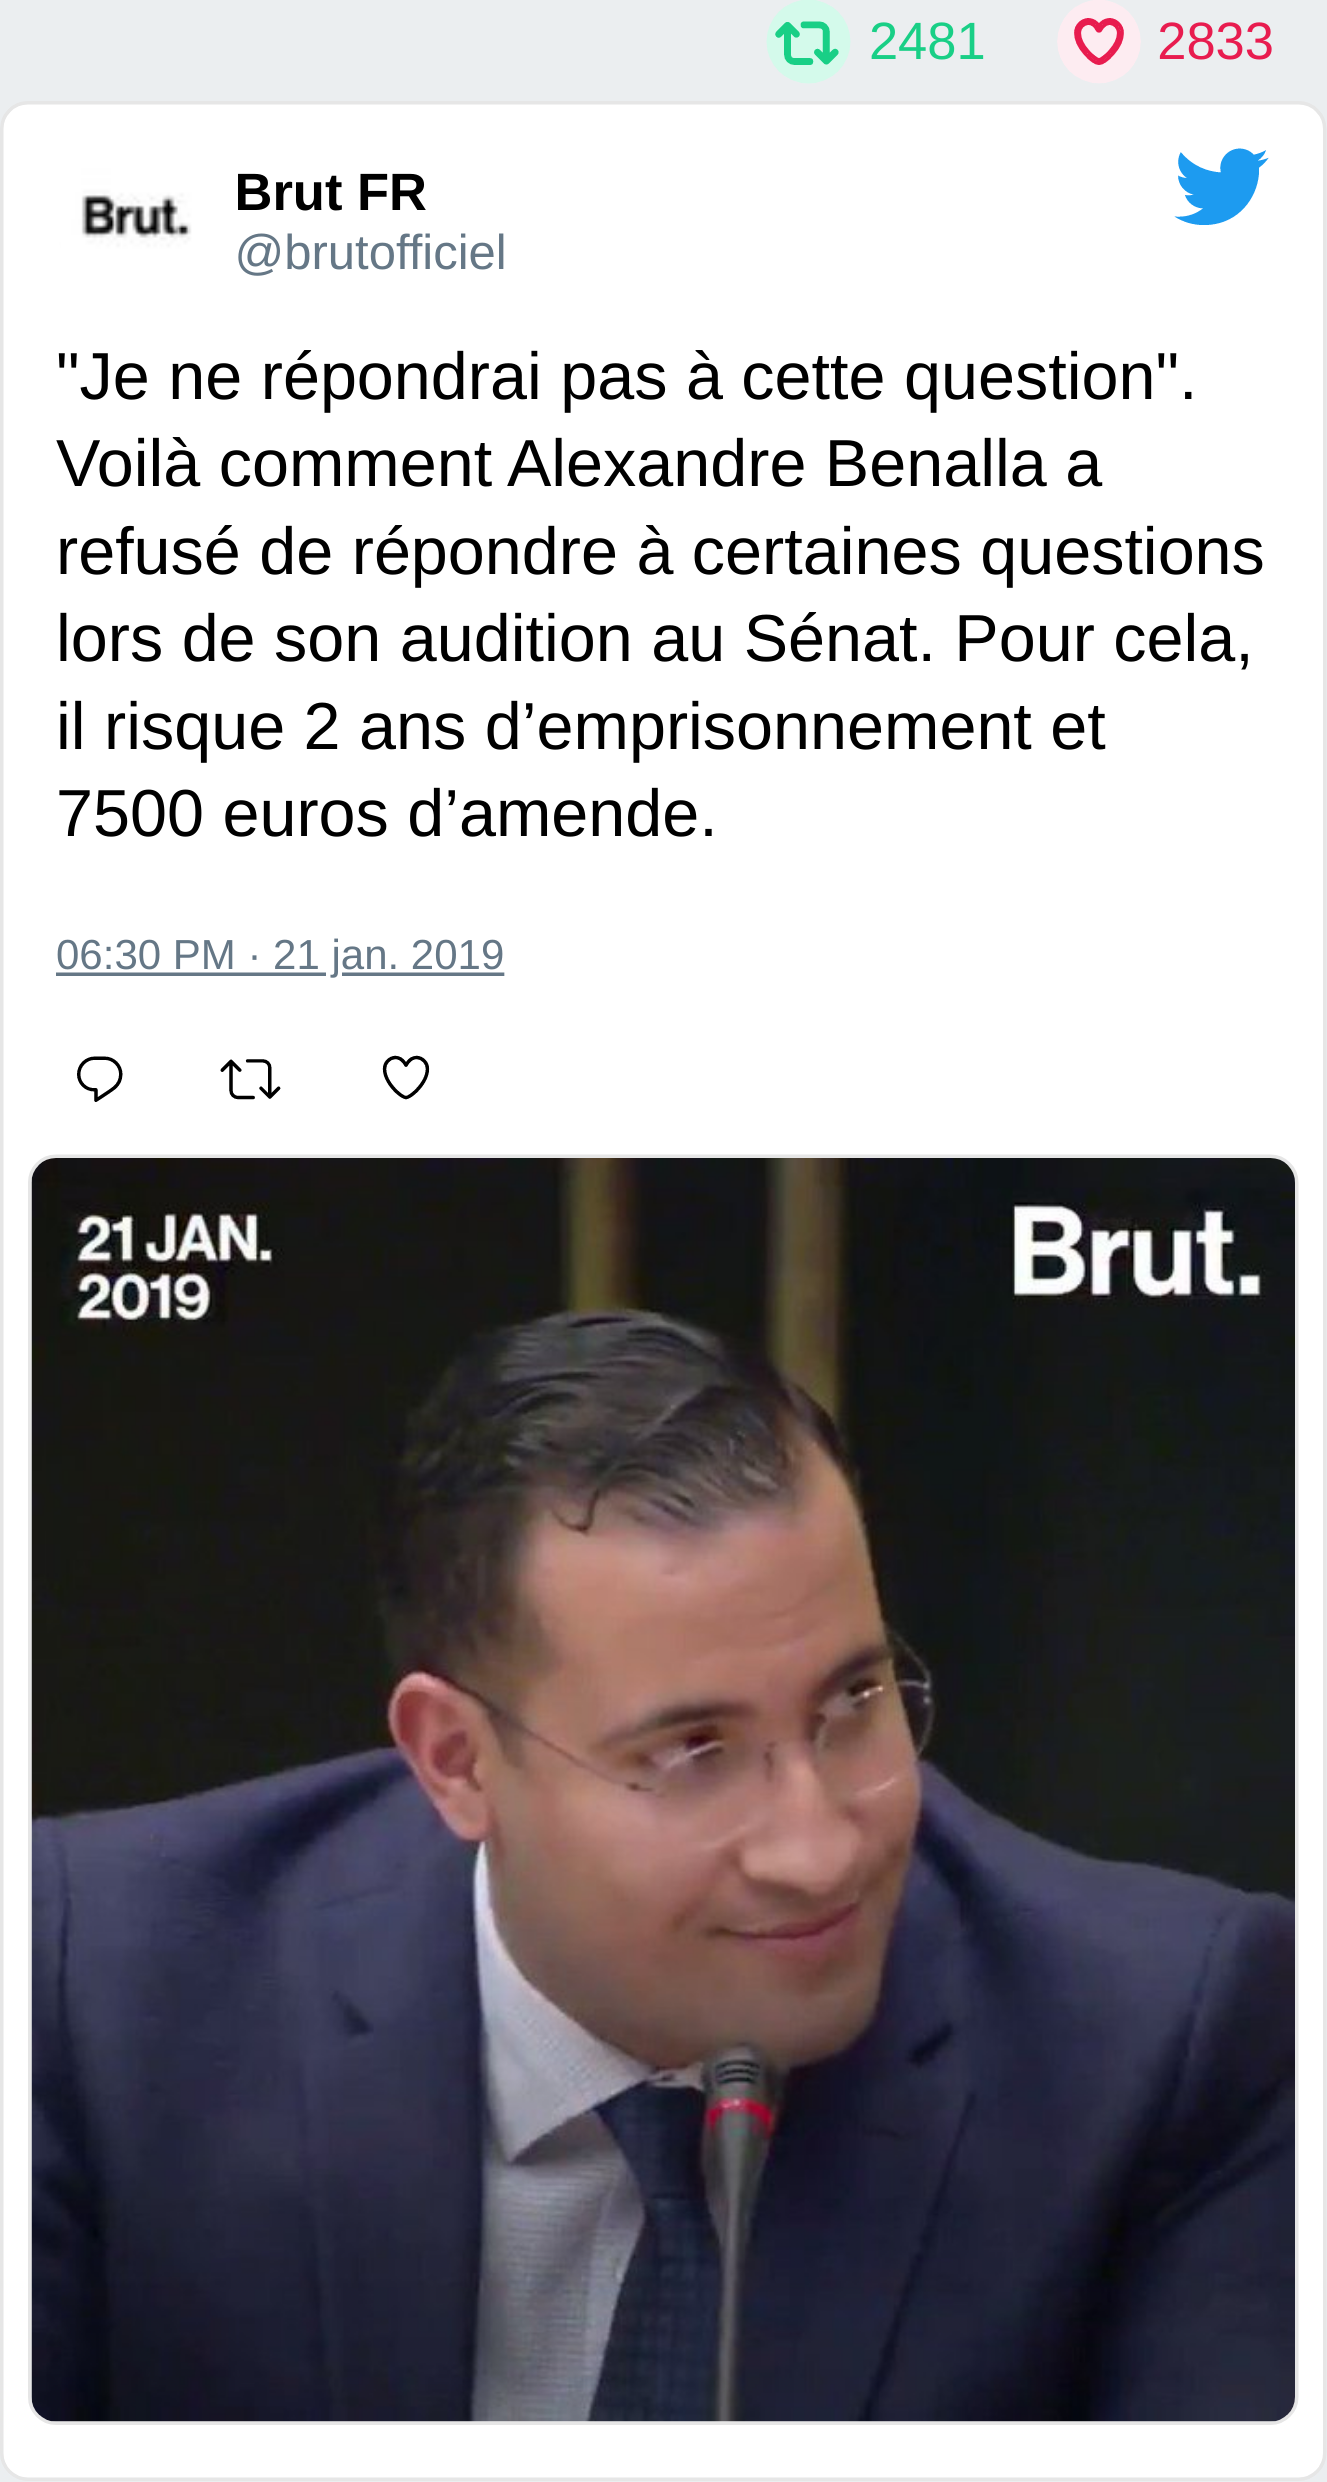 2481 2833
Brut.
Brut FR
@brutofficiel
"Je ne répondrai pas à cette question".
Voilà comment Alexandre Benalla a
refusé de répondre à certaines questions
lors de son audition au Sénat. Pour cela,
il risque 2 ans d’emprisonnement et
7500 euros d’amende.
06:30 PM · 21 jan. 2019
21 JAN.
2019
Brut.